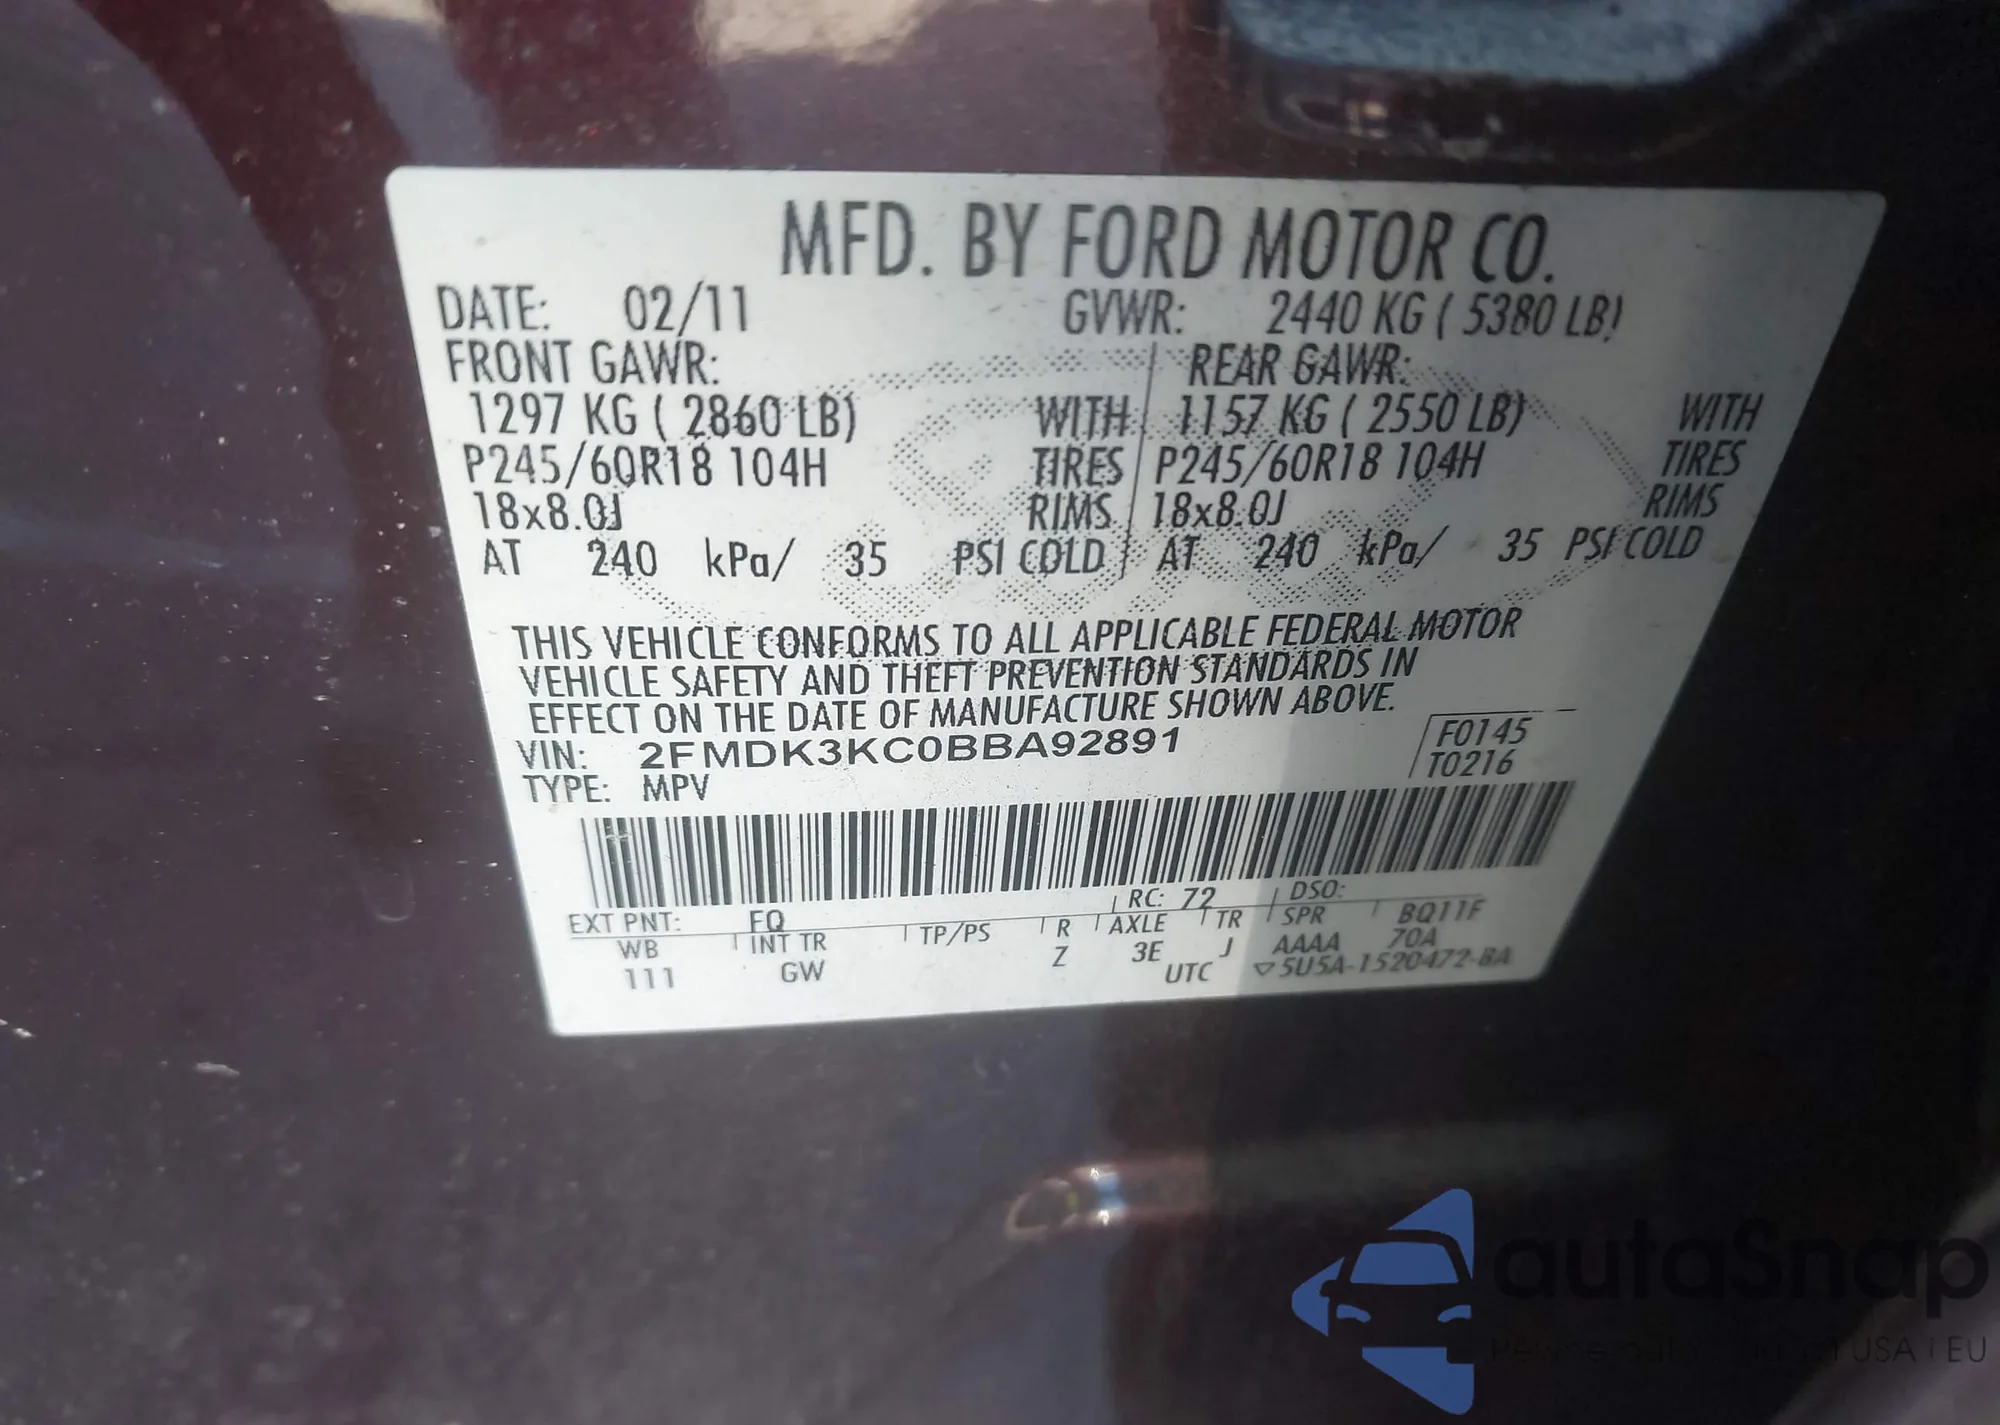 MFD. BY FORD MOTOR CO.
DATE: 02/11 GVWR: 2440 KG ( 5380 LB)
FRONT GAWR: REAR GAWR:
1297 KG ( 2860 LB) WITH 1157 KG ( 2550 LB) WITH
P245/60R18 104H TIRES P245/60R18 104H TIRES
18x8.0J RIMS 18x8.0J RIMS
AT 240 kPa/ 35 PSI COLD AT 240 kPa/ 35 PSI COLD
THIS VEHICLE CONFORMS TO ALL APPLICABLE FEDERAL MOTOR
VEHICLE SAFETY AND THEFT PREVENTION STANDARDS IN
EFFECT ON THE DATE OF MANUFACTURE SHOWN ABOVE.
VIN: 2FMDK3KC0BBA92891 F0145
TYPE: MPV T0216
EXT PNT: FQ RC: 72 DSO:
WB INT TR TP/PS R AXLE TR SPR BQ11F
111 GW Z 3E J AAAA 70A
UTC ▽5U5A-1520472-BA
autoSnap
USA i EU